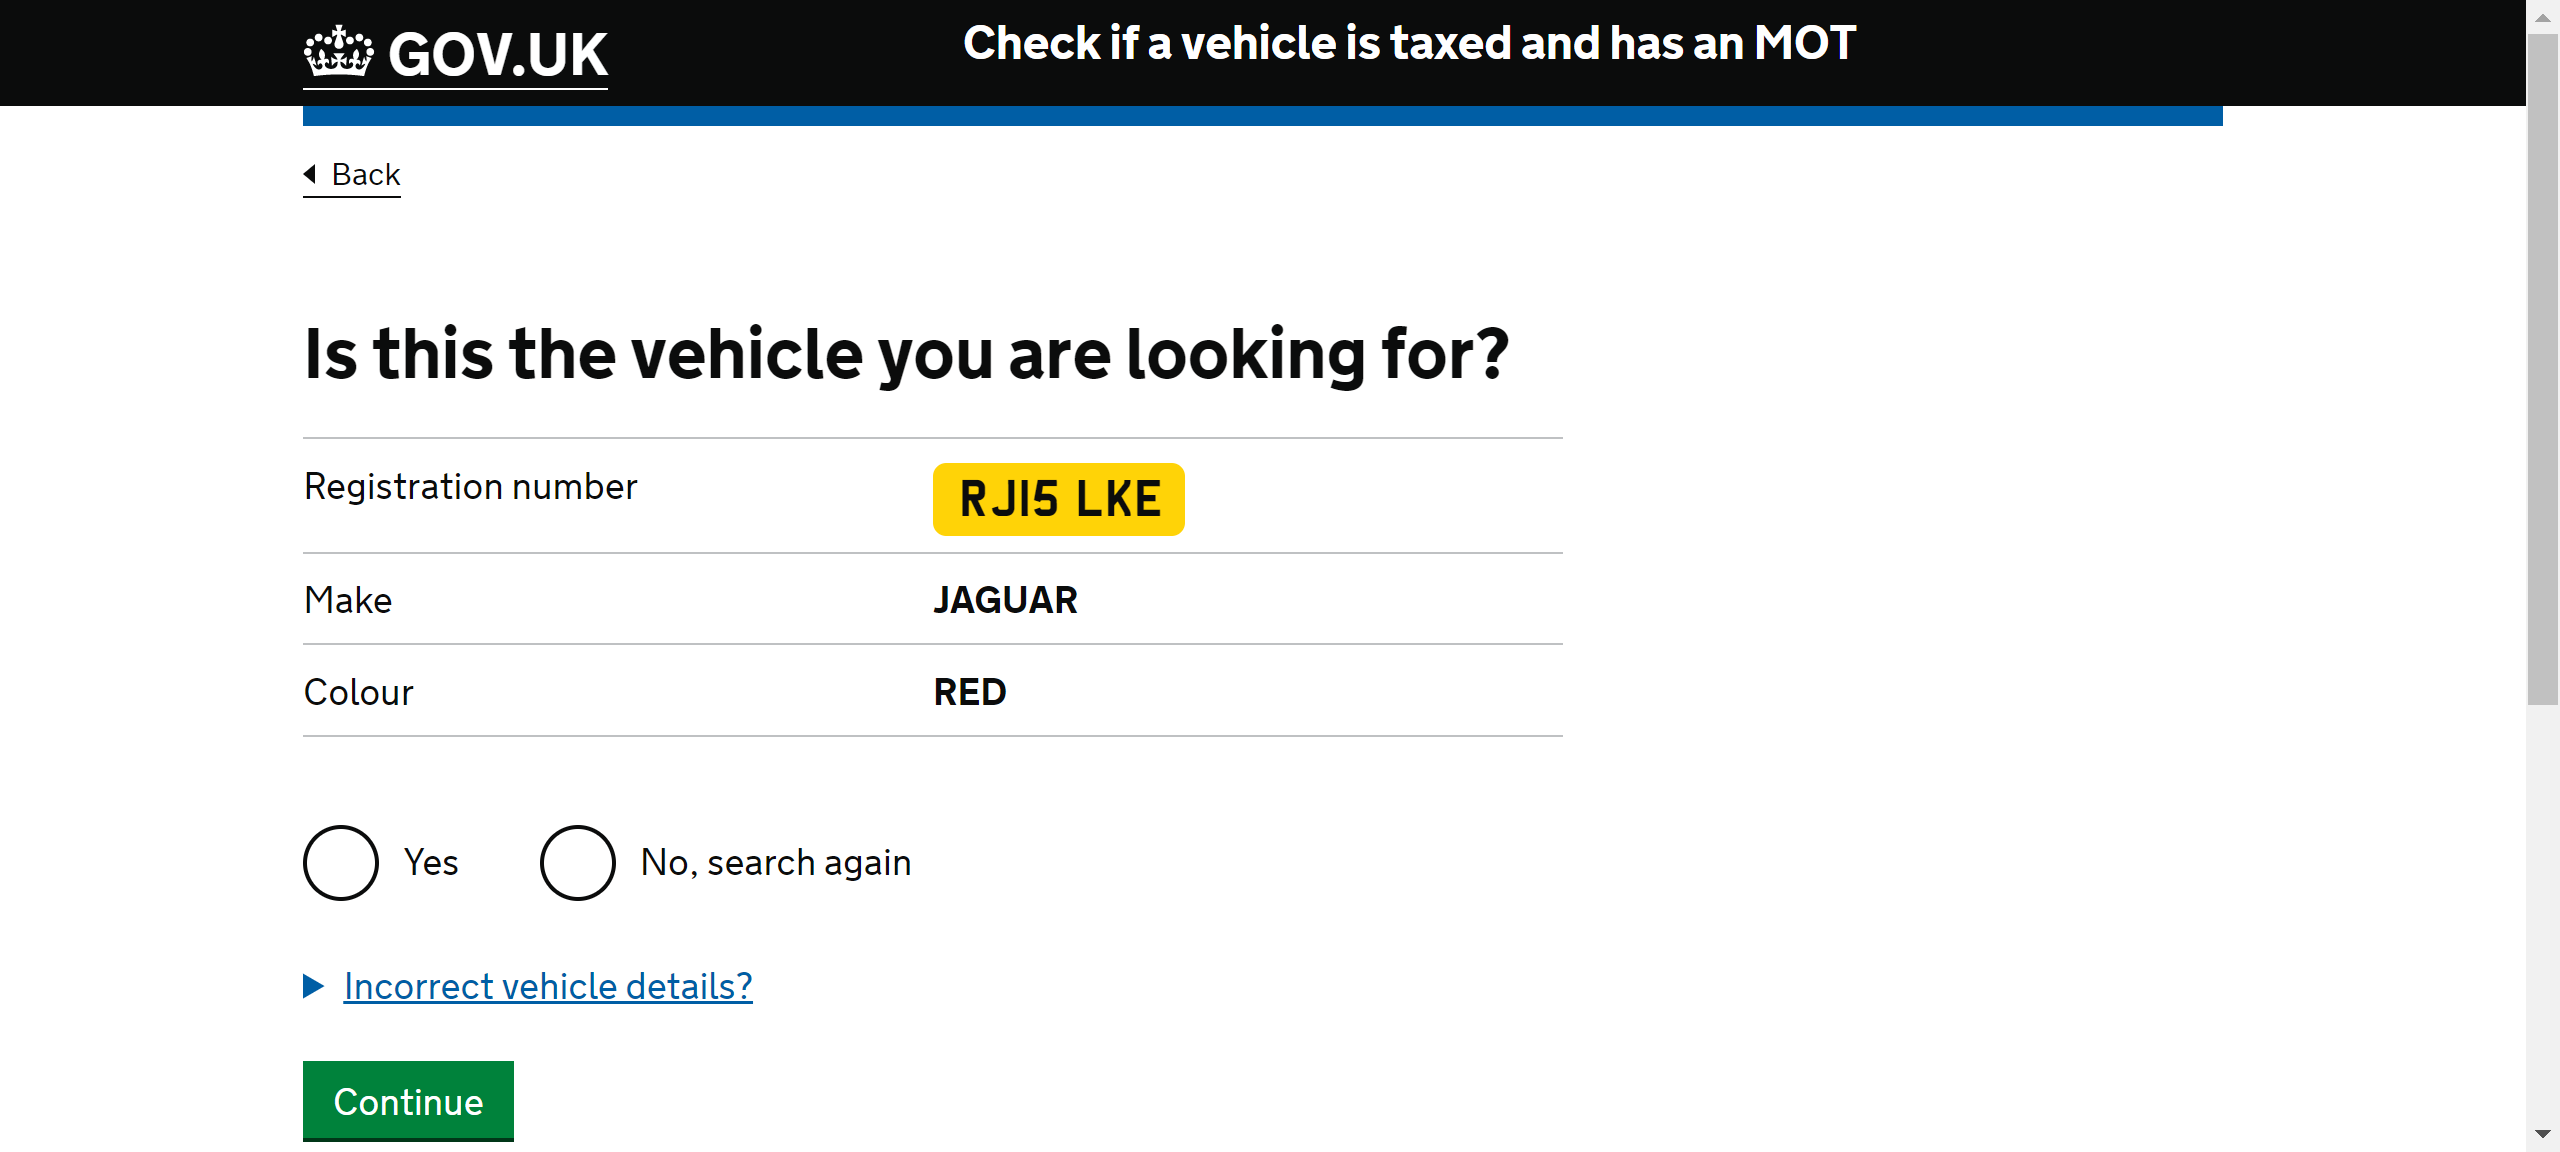 GOV.UK
Check if a vehicle is taxed and has an MOT
Back
Is this the vehicle you are looking for?
Registration number RJ15 LKE
Make JAGUAR
Colour RED
Yes No, search again
Incorrect vehicle details?
Continue